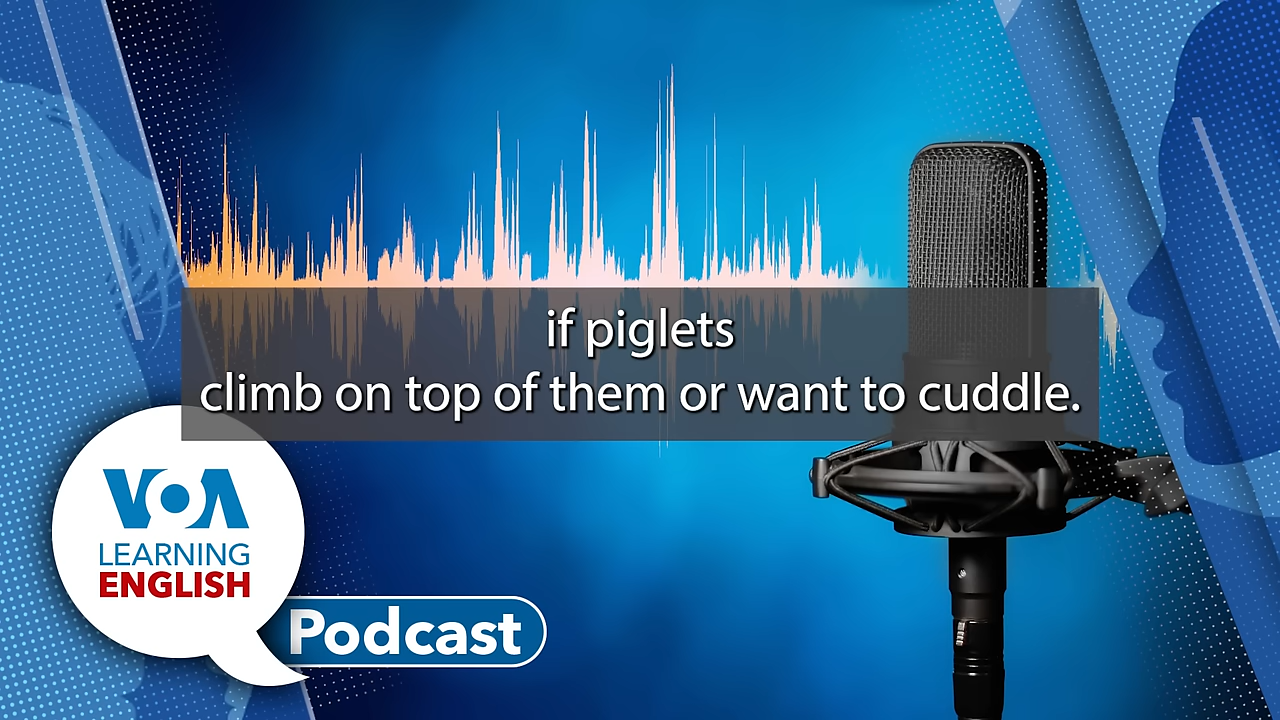 if piglets
climb on top of them or want to cuddle.
VOA
LEARNING
ENGLISH
Podcast